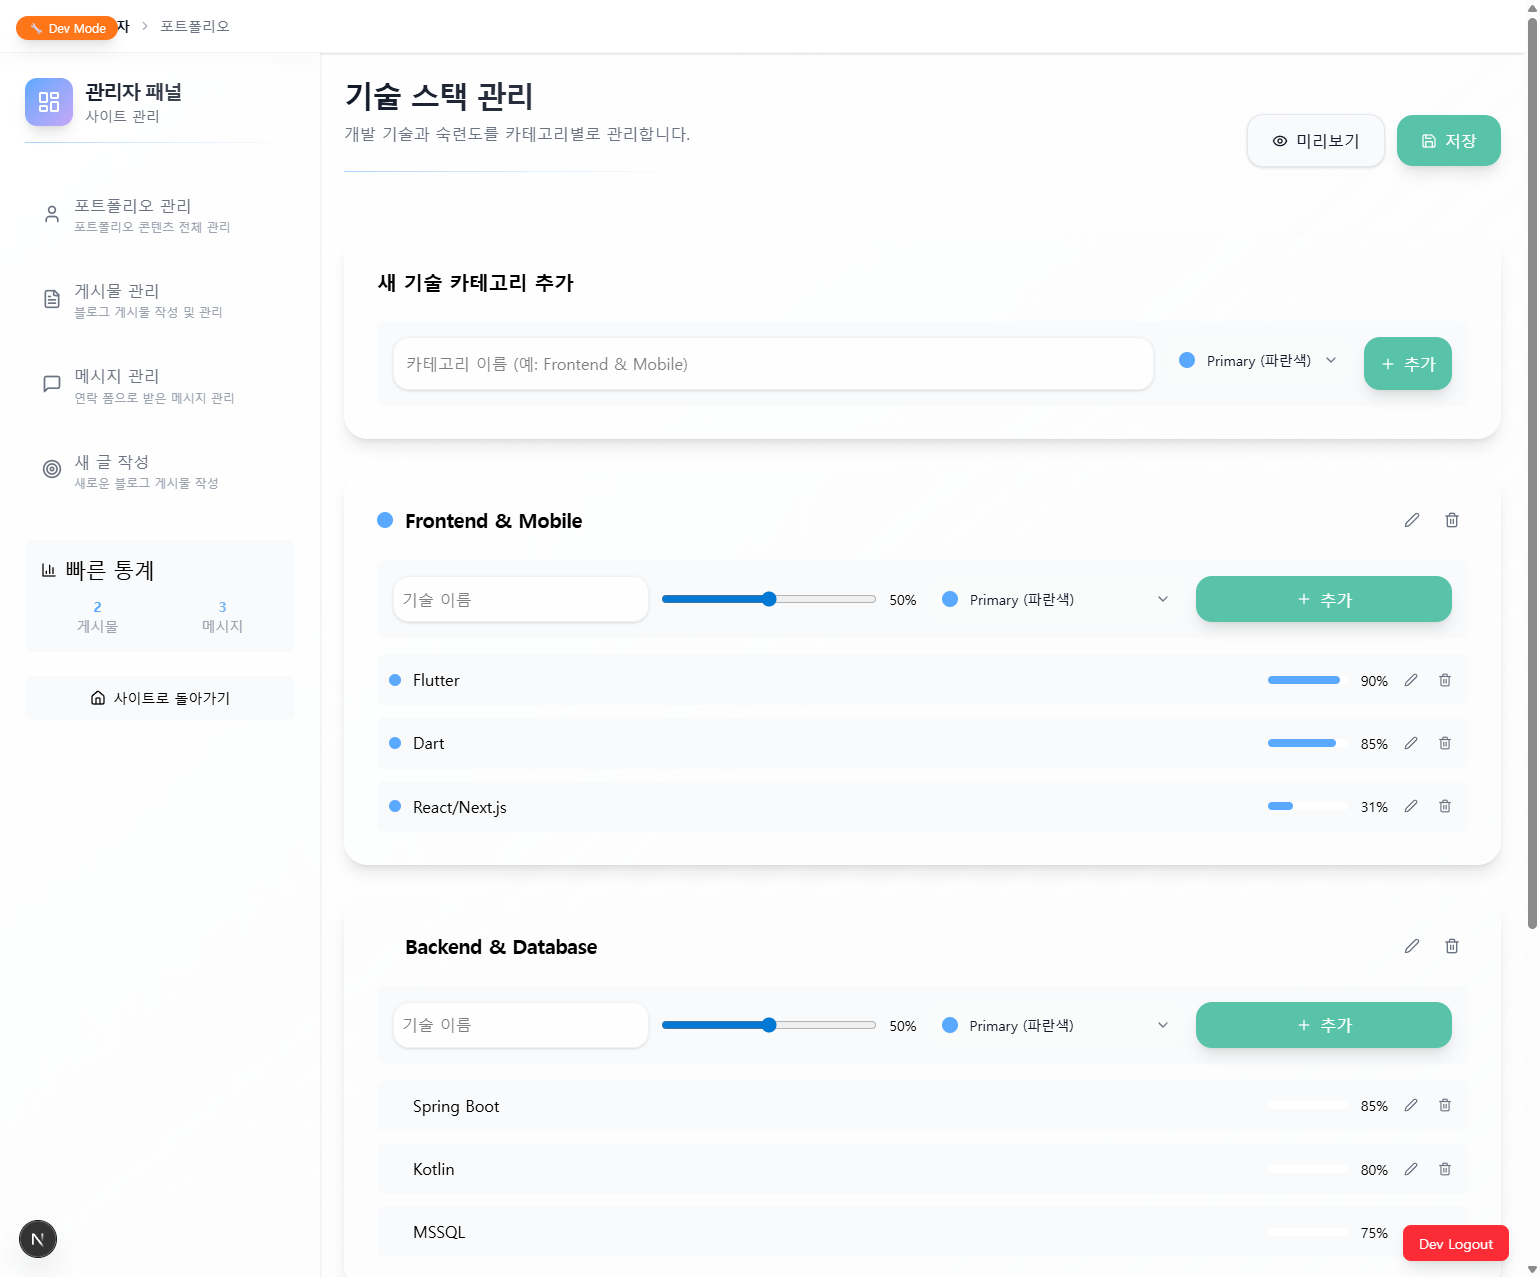 🔧 Dev Mode
자
포트폴리오
관리자 패널
사이트 관리
포트폴리오 관리
포트폴리오 콘텐츠 전체 관리
게시물 관리
블로그 게시물 작성 및 관리
메시지 관리
연락 폼으로 받은 메시지 관리
새 글 작성
새로운 블로그 게시물 작성
빠른 통계
2
게시물
3
메시지
사이트로 돌아가기
기술 스택 관리
개발 기술과 숙련도를 카테고리별로 관리합니다.
미리보기
저장
새 기술 카테고리 추가
카테고리 이름 (예: Frontend & Mobile)
Primary (파란색)
+ 추가
Frontend & Mobile
기술 이름
50%
Primary (파란색)
+ 추가
Flutter
90%
Dart
85%
React/Next.js
31%
Backend & Database
기술 이름
50%
Primary (파란색)
+ 추가
Spring Boot
85%
Kotlin
80%
MSSQL
75%
N
Dev Logout